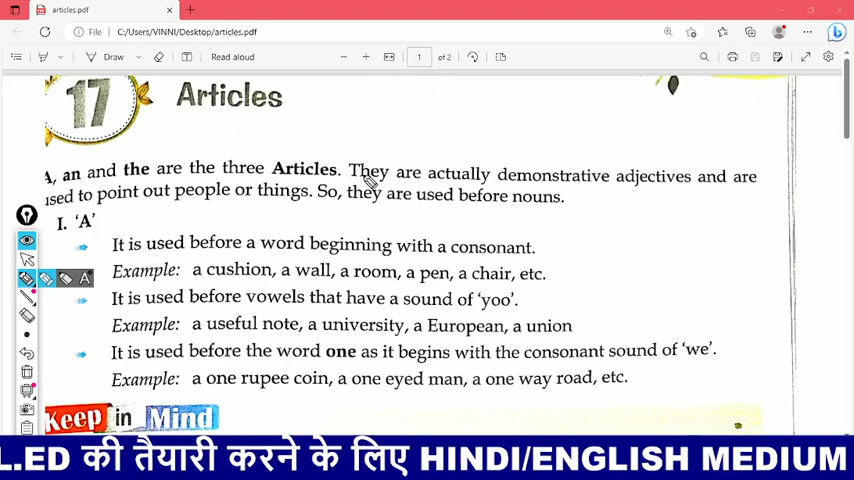 articles.pdf
File C:/Users/VINNI/Desktop/articles.pdf
Draw Read aloud 1 of 2
17 Articles
A, an and the are the three Articles. They are actually demonstrative adjectives and are
used to point out people or things. So, they are used before nouns.
I. 'A'
It is used before a word beginning with a consonant.
Example: a cushion, a wall, a room, a pen, a chair, etc.
It is used before vowels that have a sound of 'yoo'.
Example: a useful note, a university, a European, a union
It is used before the word one as it begins with the consonant sound of 'we'.
Example: a one rupee coin, a one eyed man, a one way road, etc.
Keep in Mind
L.ED की तैयारी करने के लिए HINDI/ENGLISH MEDIUM